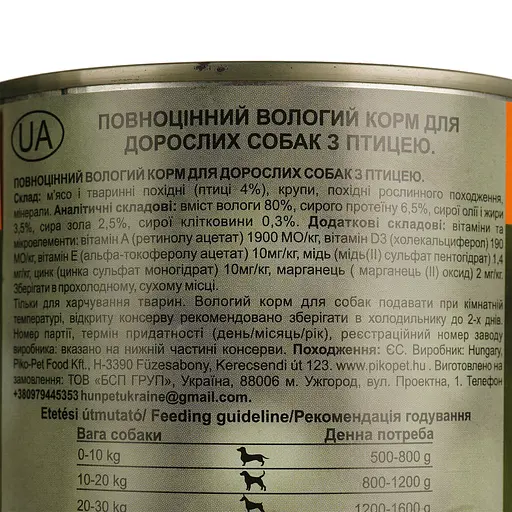 UA
ПОВНОЦІННИЙ ВОЛОГИЙ КОРМ ДЛЯ
ДОРОСЛИХ СОБАК З ПТИЦЕЮ.
ПОВНОЦІННИЙ ВОЛОГИЙ КОРМ ДЛЯ ДОРОСЛИХ СОБАК З ПТИЦЕЮ.
Склад: м'ясо і тваринні похідні (птиці 4%), крупи, похідні рослинного походження,
мінерали. Аналітичні складові: вміст вологи 80%, сирого протеїну 6,5%, сирої олії і жири
3,5%, сира зола 2,5%, сирої клітковини 0,3%. Додаткові складові: вітаміни та
мікроелементи: вітамін А (ретинолу ацетат) 1900 МО/кг, вітамін D3 (холекальциферол) 190
МО/кг, вітамін Е (альфа-токоферолу ацетат) 10мг/кг, мідь (мідь(II) сульфат пентагідрат) 1,4
мг/кг, цинк (цинка сульфат моногідрат) 10мг/кг, марганець ( марганець (II) оксид) 2 мг/кг.
Зберігати в прохолодному, сухому місці.
Тільки для харчування тварин. Вологий корм для собак подавати при кімнатній
температурі, відкриту консерву рекомендовано зберігати в холодильнику до 2-х днів.
Номер партії, термін придатності (день/місяць/рік), реєстраційний номер заводу
виробника: вказано на нижній частині консерви. Походження: ЄС. Виробник: Hungary,
Piko-Pet Food Kft., H-3390 Füzesabony, Kerecsendi út 123. www.pikopet.hu . Виготовлено на
замовлення: ТОВ «БСП ГРУП», Україна, 88006 м. Ужгород, вул. Проектна, 1. Телефон
+380979445353 hunpetukraine@gmail.com.
Etetési útmutató/ Feeding guideline/Рекомендація годування
Вага собаки Денна потреба
0-10 kg 500-800 g
10-20 kg 800-1200 g
20-30 kg 1200-1600 g